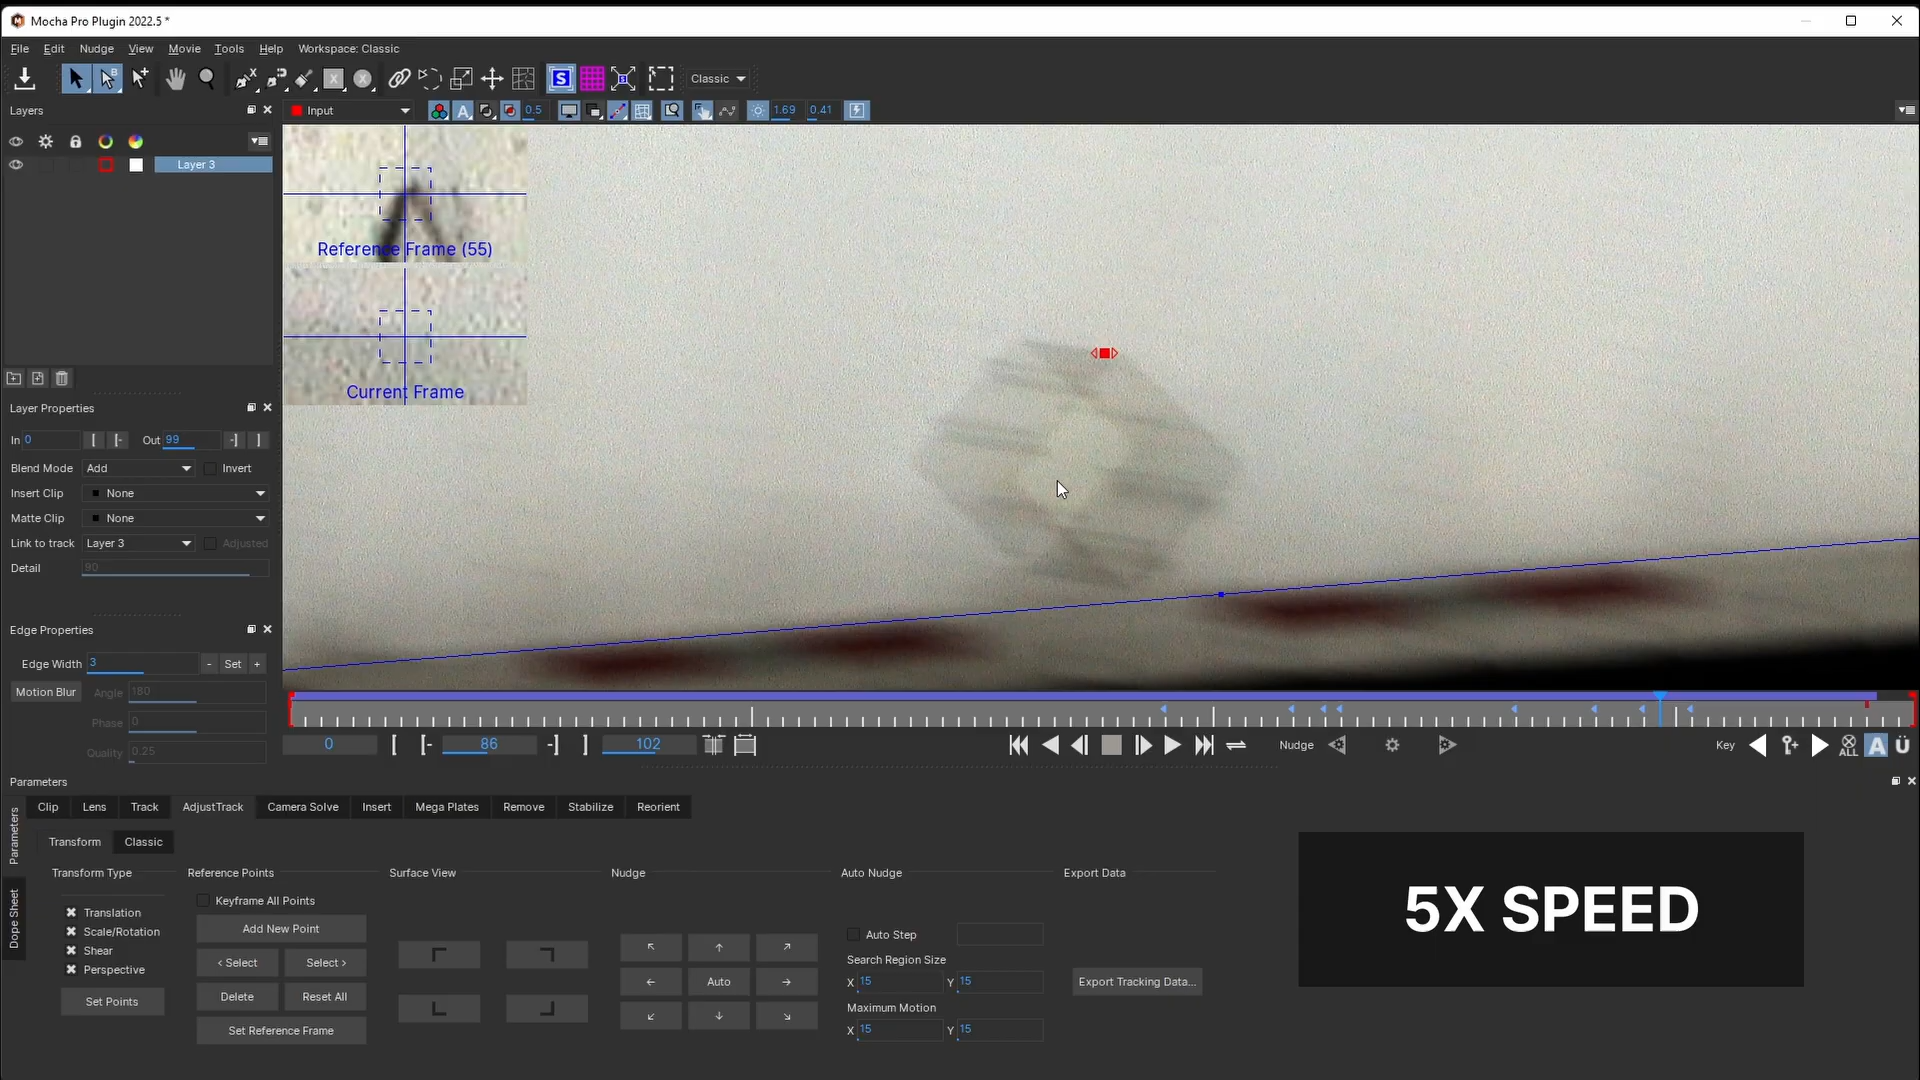 Mocha Pro Plugin 2022.5 *
File Edit Nudge View Movie Tools Help Workspace: Classic
Classic
Layers
Input
A
0.5
1.69
0.41
Layer 3
Reference Frame (55)
Current Frame
Layer Properties
In 0 Out 99
Blend Mode Add Invert
Insert Clip None
Matte Clip None
Link to track Layer 3 Adjusted
Detail 90
Edge Properties
Edge Width 3 - Set +
Motion Blur Angle 180
Phase 0
Quality 0.25
0 86 102
Nudge
Key
ALL
A
Parameters
Parameters
Dope Sheet
Clip Lens Track AdjustTrack Camera Solve Insert Mega Plates Remove Stabilize Reorient
Transform Classic
Transform Type Reference Points Surface View Nudge Auto Nudge Export Data
Translation
Scale/Rotation
Shear
Perspective
Set Points
Keyframe All Points
Add New Point
< Select Select >
Delete Reset All
Set Reference Frame
Auto
Auto Step
Search Region Size
X 15 Y 15
Maximum Motion
X 15 Y 15
Export Tracking Data...
5X SPEED